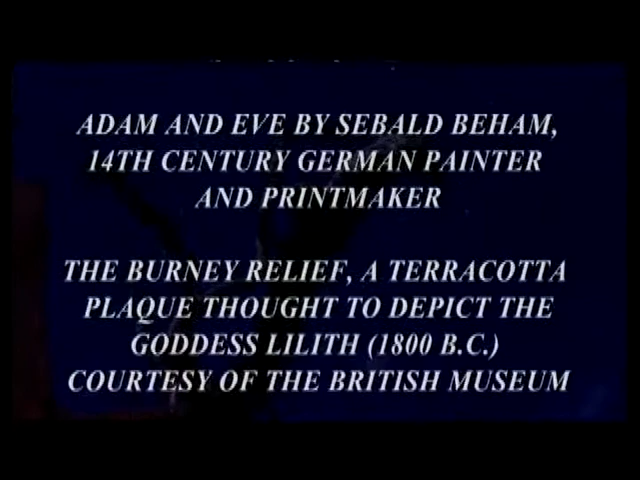 ADAM AND EVE BY SEBALD BEHAM,
14TH CENTURY GERMAN PAINTER
AND PRINTMAKER
THE BURNEY RELIEF, A TERRACOTTA
PLAQUE THOUGHT TO DEPICT THE
GODDESS LILITH (1800 B.C.)
COURTESY OF THE BRITISH MUSEUM